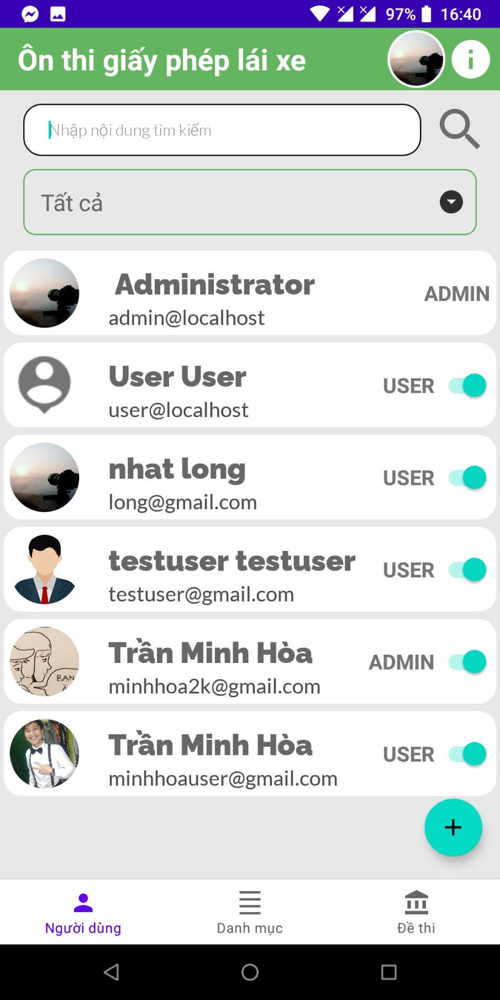 97% 16:40
Ôn thi giấy phép lái xe
Nhập nội dung tìm kiếm
Tất cả
Administrator
ADMIN
admin@localhost
User User
USER
user@localhost
nhat long
USER
long@gmail.com
testuser testuser
USER
testuser@gmail.com
BẠN
Trần Minh Hòa
ADMIN
minhhoa2k@gmail.com
Trần Minh Hòa
USER
minhhoauser@gmail.com
Người dùng
Danh mục
Đề thi